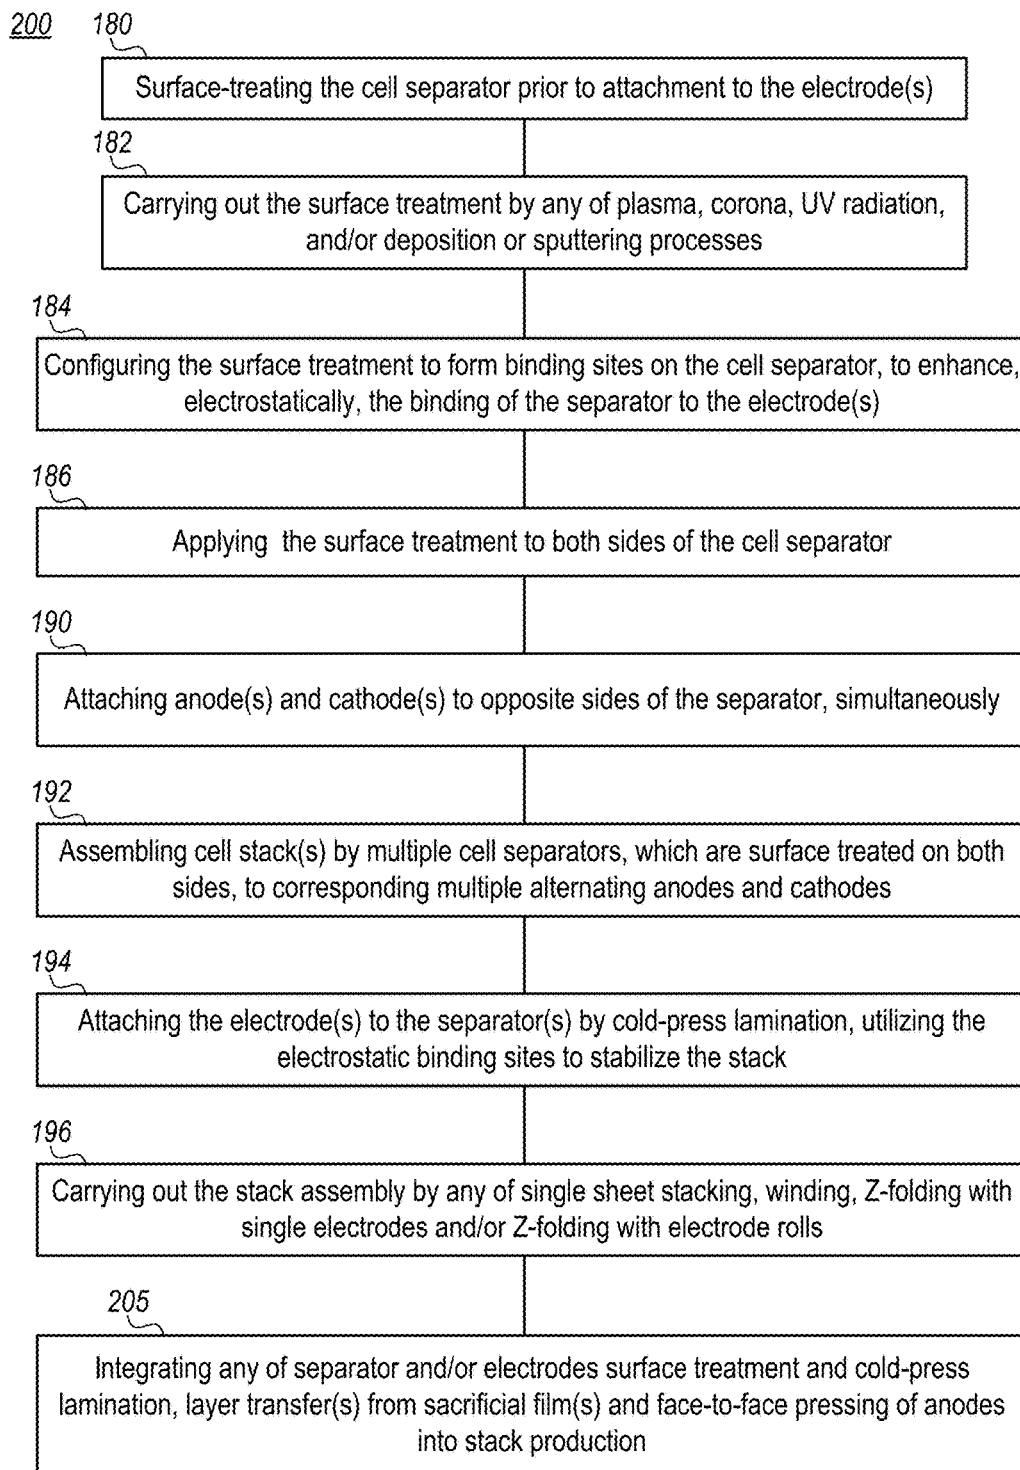 200 180
Surface-treating the cell separator prior to attachment to the electrode(s)
182
Carrying out the surface treatment by any of plasma, corona, UV radiation,
and/or deposition or sputtering processes
184
Configuring the surface treatment to form binding sites on the cell separator, to enhance,
electrostatically, the binding of the separator to the electrode(s)
186
Applying the surface treatment to both sides of the cell separator
190
Attaching anode(s) and cathode(s) to opposite sides of the separator, simultaneously
192
Assembling cell stack(s) by multiple cell separators, which are surface treated on both
sides, to corresponding multiple alternating anodes and cathodes
194
Attaching the electrode(s) to the separator(s) by cold-press lamination, utilizing the
electrostatic binding sites to stabilize the stack
196
Carrying out the stack assembly by any of single sheet stacking, winding, Z-folding with
single electrodes and/or Z-folding with electrode rolls
205
Integrating any of separator and/or electrodes surface treatment and cold-press
lamination, layer transfer(s) from sacrificial film(s) and face-to-face pressing of anodes
into stack production